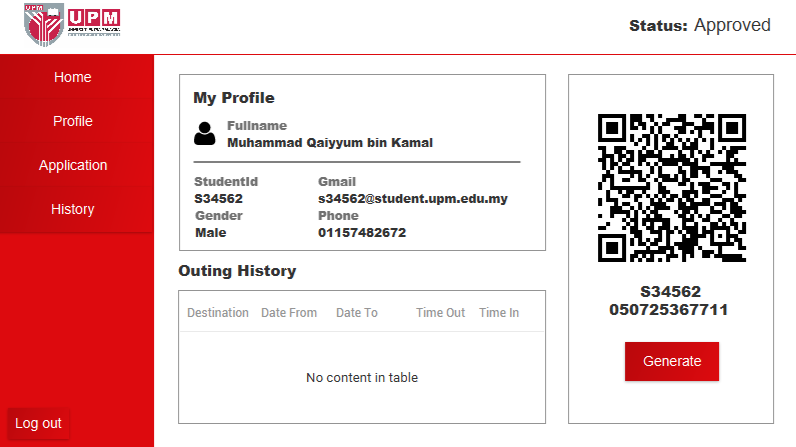 UPM
Status: Approved
Home
Profile
Application
History
Log out
My Profile
Fullname
Muhammad Qaiyyum bin Kamal
StudentId Gmail
S34562 s34562@student.upm.edu.my
Gender Phone
Male 01157482672
Outing History
Destination Date From Date To Time Out Time In
No content in table
S34562
050725367711
Generate